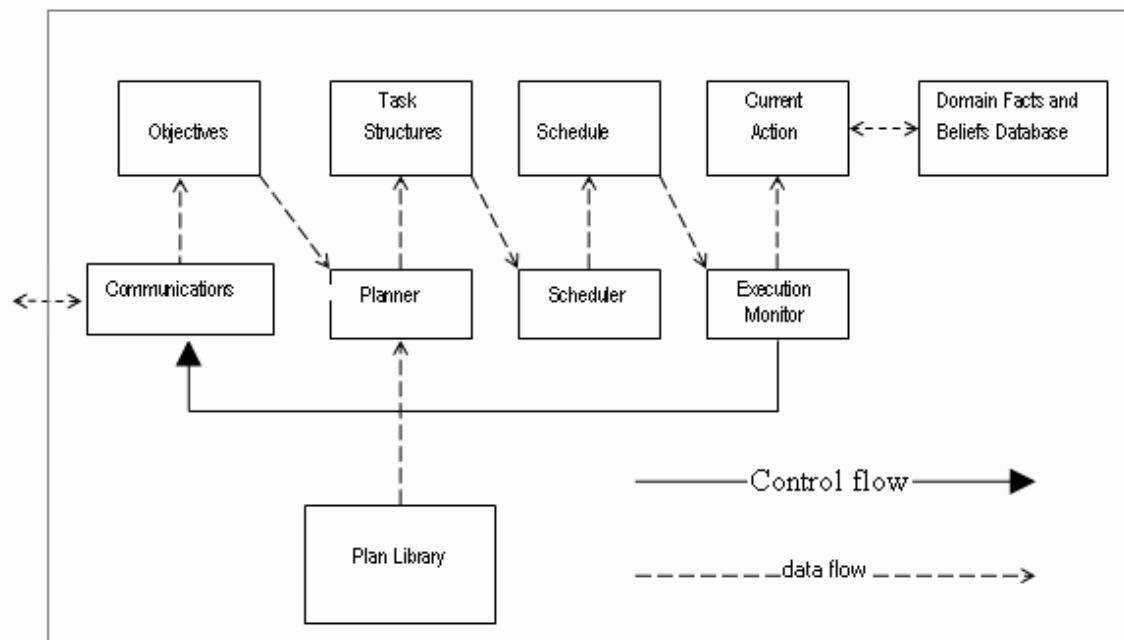 Objectives
Task
Structures
Schedule
Current
Action
Domain Facts and
Beliefs Database
Communications
Planner
Scheduler
Execution
Monitor
Control flow
Plan Library
data flow